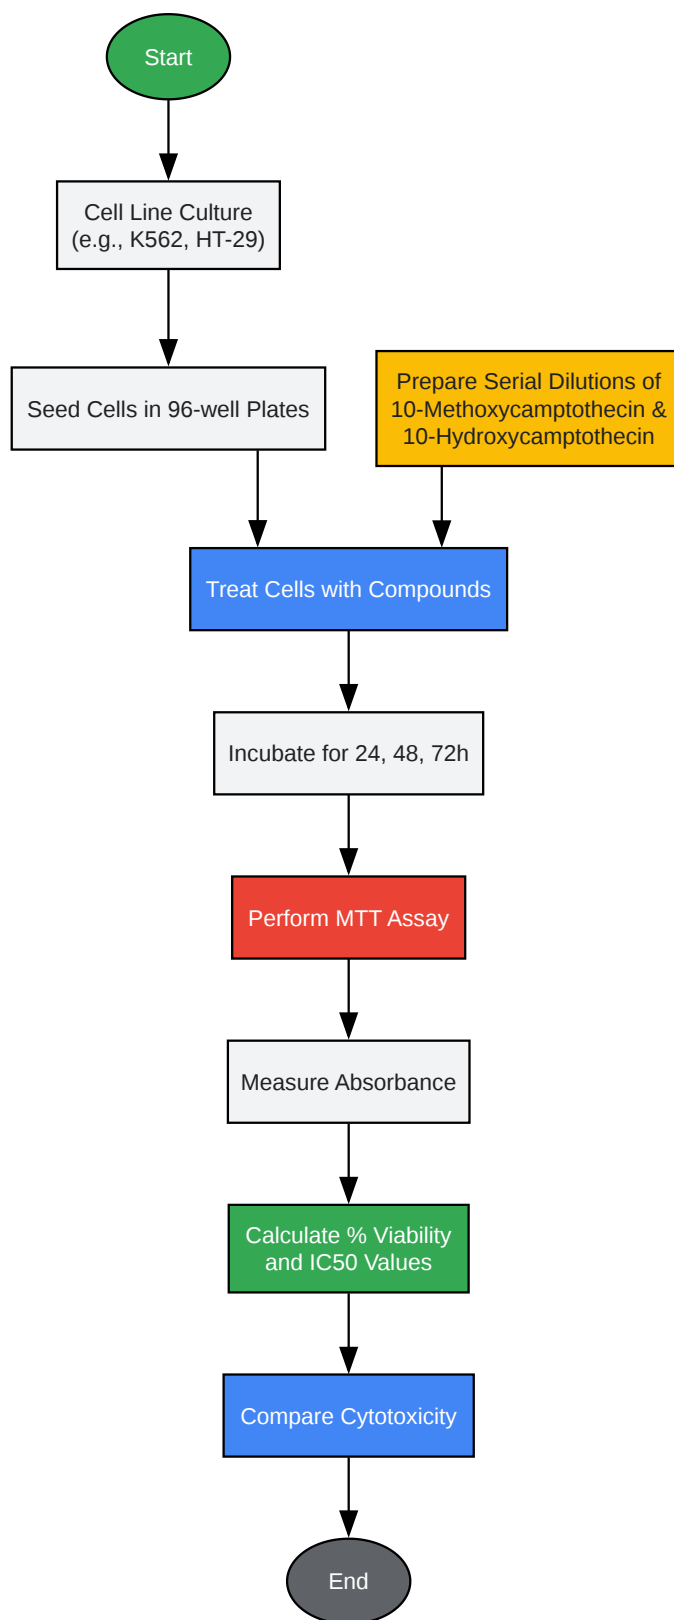 Start
Cell Line Culture
(e.g., K562, HT-29)
Seed Cells in 96-well Plates
Prepare Serial Dilutions of
10-Methoxycamptothecin &
10-Hydroxycamptothecin
Treat Cells with Compounds
Incubate for 24, 48, 72h
Perform MTT Assay
Measure Absorbance
Calculate % Viability
and IC50 Values
Compare Cytotoxicity
End